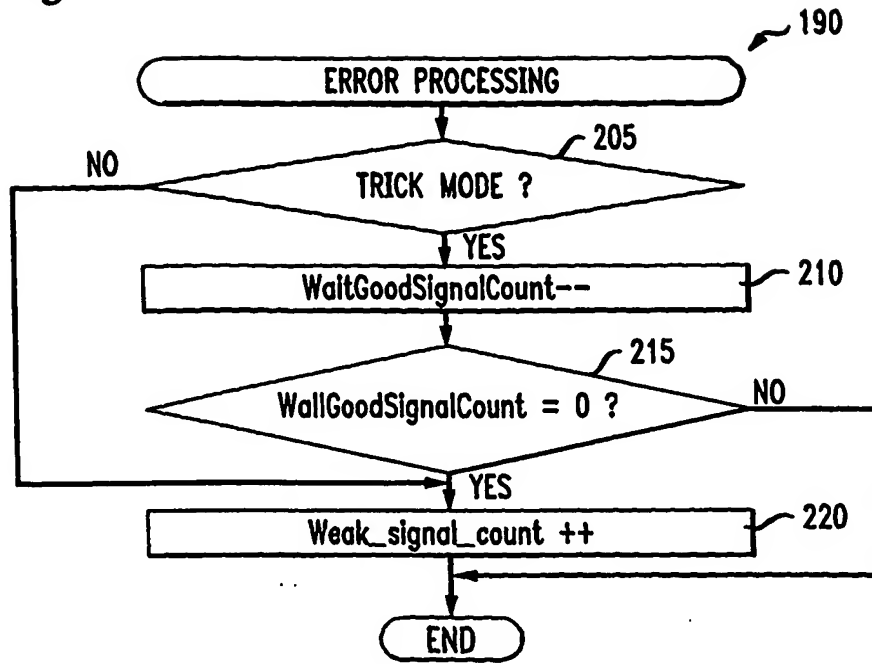 190
ERROR PROCESSING
205
NO
TRICK MODE ?
YES
WaitGoodSignalCount--
210
215
WallGoodSignalCount = 0 ?
NO
YES
Weak_signal_count ++
220
END